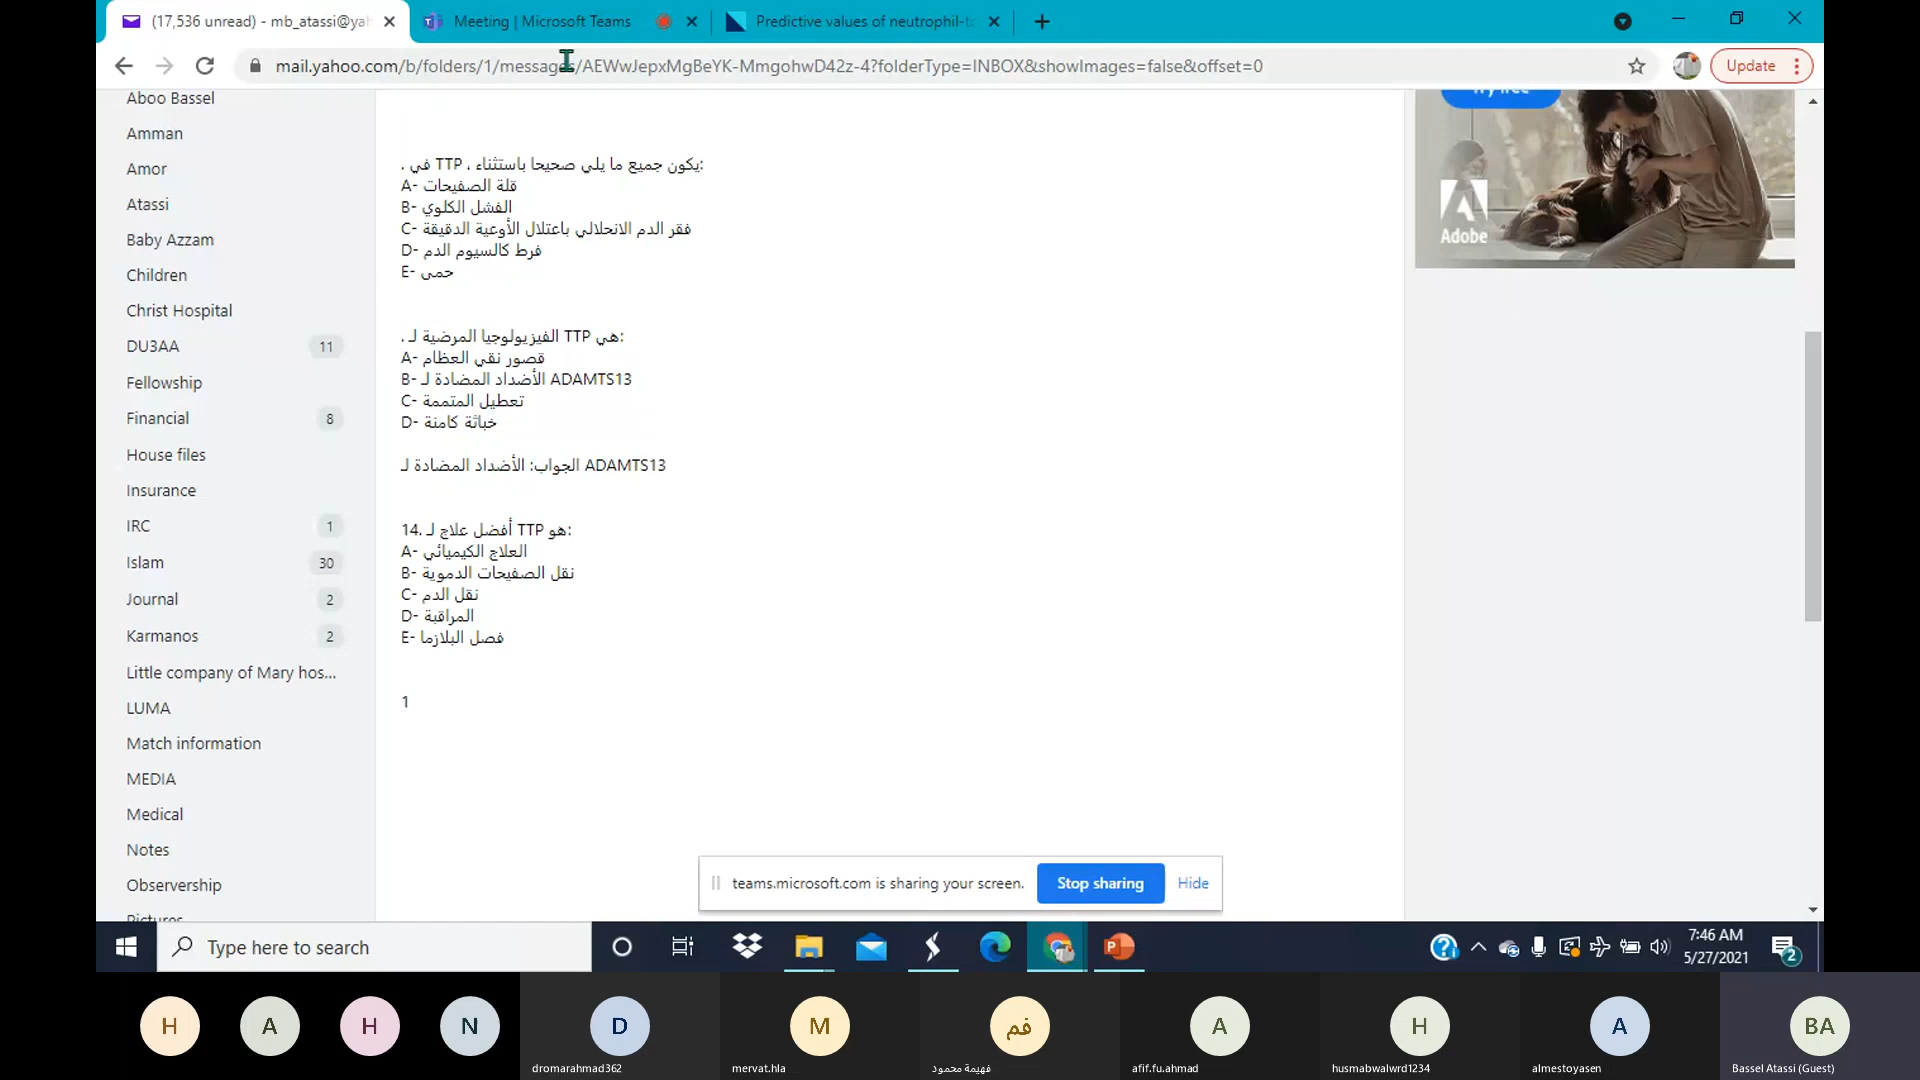 (17,536 unread) - mb_atassi@yah
Meeting | Microsoft Teams
Predictive values of neutrophil-to
mail.yahoo.com/b/folders/1/messages/AEWwJepxMgBeYK-MmgohwD42z-4?folderType=INBOX&showImages=false&offset=0
Update
Aboo Bassel
Amman
Amor
Atassi
Baby Azzam
Children
Christ Hospital
DU3AA 11
Fellowship
Financial 8
House files
Insurance
IRC 1
Islam 30
Journal 2
Karmanos 2
Little company of Mary hos...
LUMA
Match information
MEDIA
Medical
Notes
Observership
Pictures
. في TTP ، يكون جميع ما يلي صحيحا باستثناء:
A- قلة الصفيحات
B- الفشل الكلوي
C- فقر الدم الانحلالي باعتلال الأوعية الدقيقة
D- فرط كالسيوم الدم
E- حمى
. الفيزيولوجيا المرضية لـ TTP هي:
A- قصور نقي العظام
B- الأضداد المضادة لـ ADAMTS13
C- تعطيل المتممة
D- خباثة كامنة
الجواب: الأضداد المضادة لـ ADAMTS13
14. أفضل علاج لـ TTP هو:
A- العلاج الكيميائي
B- نقل الصفيحات الدموية
C- نقل الدم
D- المراقبة
E- فصل البلازما
1
Try free
Adobe
teams.microsoft.com is sharing your screen.
Stop sharing
Hide
Type here to search
7:46 AM
5/27/2021
2
H
A
H
N
D
M
فم
A
H
A
BA
dromarahmad362
mervat.hla
فهيمة محمود
afif.fu.ahmad
husmabwalwrd1234
almestoyasen
Bassel Atassi (Guest)